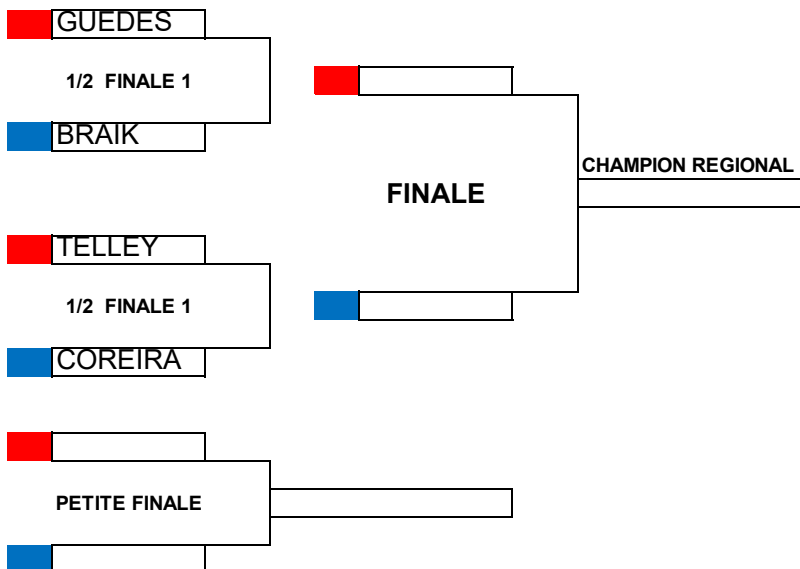 GUEDES
1/2 FINALE 1
BRAIK
CHAMPION REGIONAL
FINALE
TELLEY
1/2 FINALE 1
COREIRA
PETITE FINALE